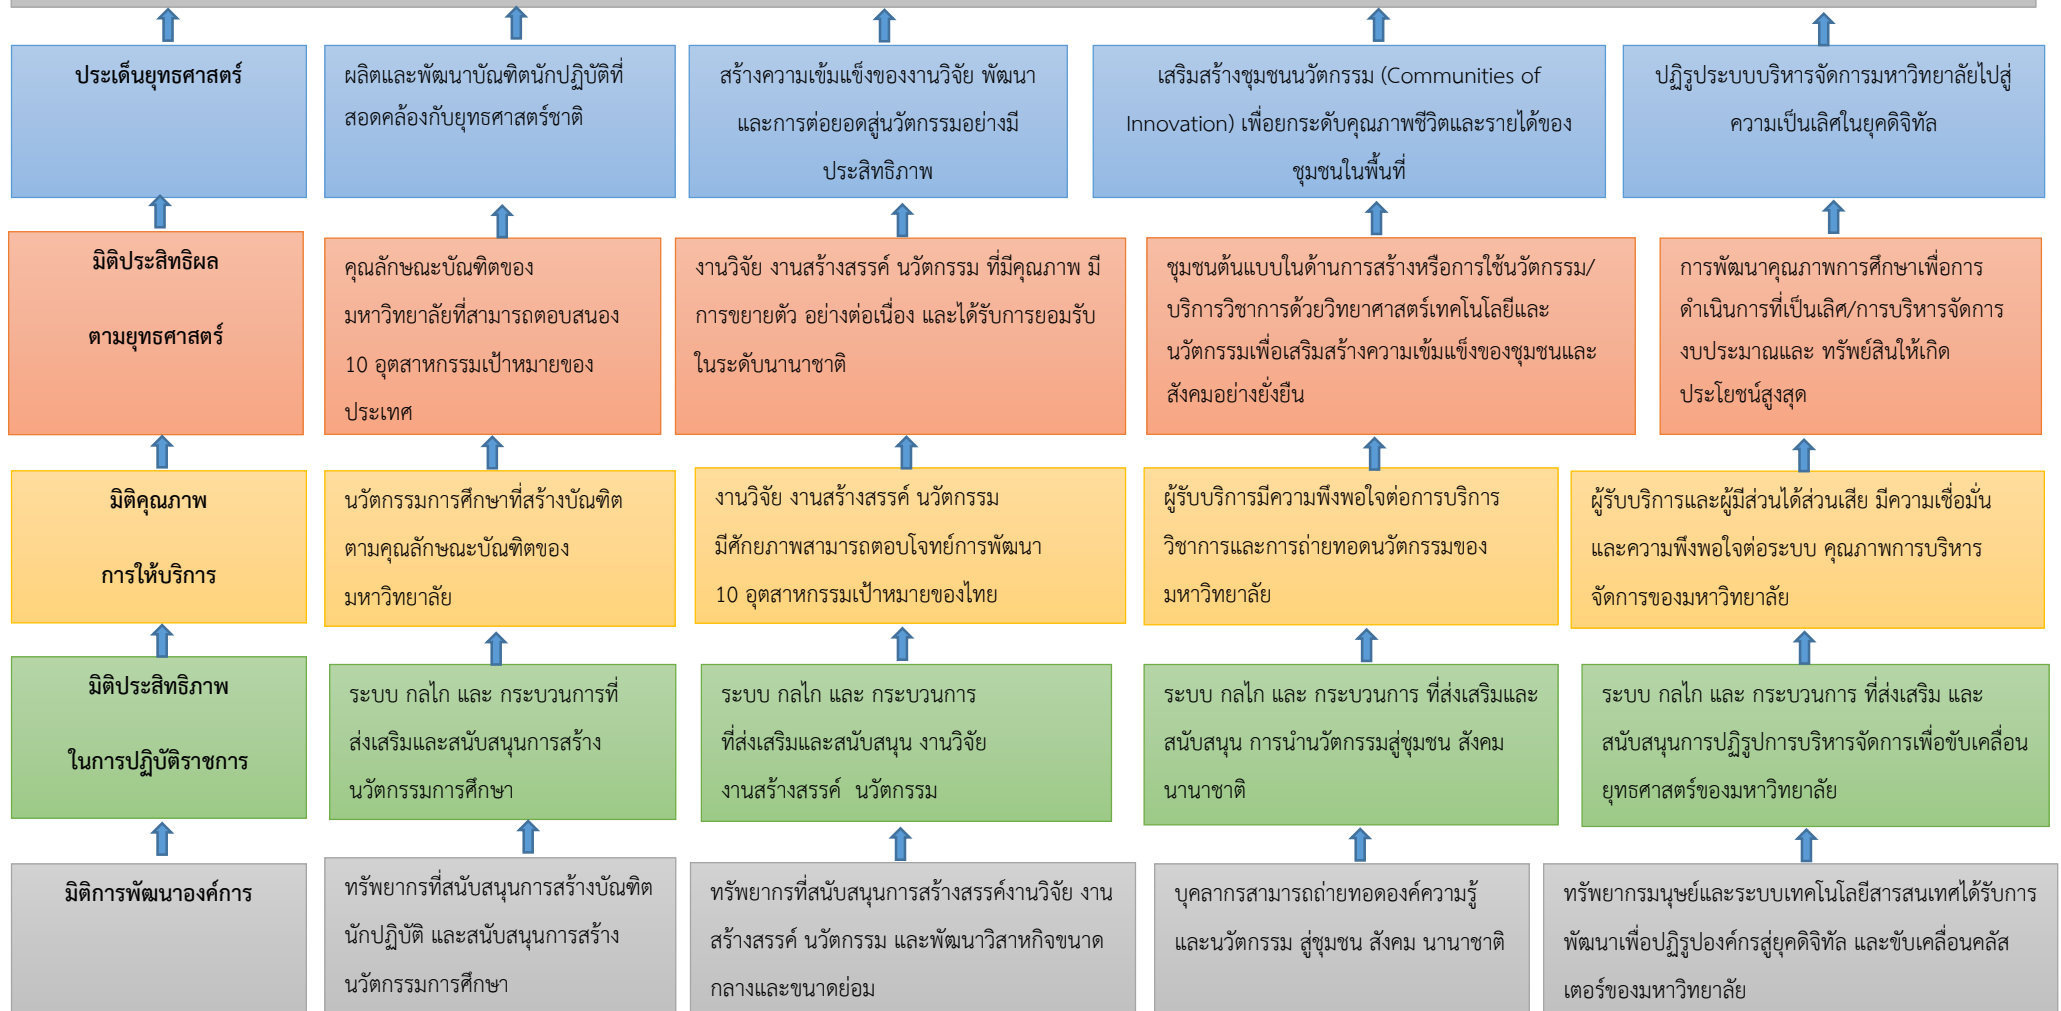 ประเด็นยุทธศาสตร์
ผลิตและพัฒนาบัณฑิตนักปฏิบัติที่
สอดคล้องกับยุทธศาสตร์ชาติ
สร้างความเข้มแข็งของงานวิจัย พัฒนา
และการต่อยอดสู่นวัตกรรมอย่างมี
ประสิทธิภาพ
เสริมสร้างชุมชนนวัตกรรม (Communities of
Innovation) เพื่อยกระดับคุณภาพชีวิตและรายได้ของ
ชุมชนในพื้นที่
ปฏิรูประบบบริหารจัดการมหาวิทยาลัยไปสู่
ความเป็นเลิศในยุคดิจิทัล
มิติประสิทธิผล
ตามยุทธศาสตร์
คุณลักษณะบัณฑิตของ
มหาวิทยาลัยที่สามารถตอบสนอง
10 อุตสาหกรรมเป้าหมายของ
ประเทศ
งานวิจัย งานสร้างสรรค์ นวัตกรรม ที่มีคุณภาพ มี
การขยายตัว อย่างต่อเนื่อง และได้รับการยอมรับ
ในระดับนานาชาติ
ชุมชนต้นแบบในด้านการสร้างหรือการใช้นวัตกรรม/
บริการวิชาการด้วยวิทยาศาสตร์เทคโนโลยีและ
นวัตกรรมเพื่อเสริมสร้างความเข้มแข็งของชุมชนและ
สังคมอย่างยั่งยืน
การพัฒนาคุณภาพการศึกษาเพื่อการ
ดำเนินการที่เป็นเลิศ/การบริหารจัดการ
งบประมาณและ ทรัพย์สินให้เกิด
ประโยชน์สูงสุด
มิติคุณภาพ
การให้บริการ
นวัตกรรมการศึกษาที่สร้างบัณฑิต
ตามคุณลักษณะบัณฑิตของ
มหาวิทยาลัย
งานวิจัย งานสร้างสรรค์ นวัตกรรม
มีศักยภาพสามารถตอบโจทย์การพัฒนา
10 อุตสาหกรรมเป้าหมายของไทย
ผู้รับบริการมีความพึงพอใจต่อการบริการ
วิชาการและการถ่ายทอดนวัตกรรมของ
มหาวิทยาลัย
ผู้รับบริการและผู้มีส่วนได้ส่วนเสีย มีความเชื่อมั่น
และความพึงพอใจต่อระบบ คุณภาพการบริหาร
จัดการของมหาวิทยาลัย
มิติประสิทธิภาพ
ในการปฏิบัติราชการ
ระบบ กลไก และ กระบวนการที่
ส่งเสริมและสนับสนุนการสร้าง
นวัตกรรมการศึกษา
ระบบ กลไก และ กระบวนการ
ที่ส่งเสริมและสนับสนุน งานวิจัย
งานสร้างสรรค์ นวัตกรรม
ระบบ กลไก และ กระบวนการ ที่ส่งเสริมและ
สนับสนุน การนำนวัตกรรมสู่ชุมชน สังคม
นานาชาติ
ระบบ กลไก และ กระบวนการ ที่ส่งเสริม และ
สนับสนุนการปฏิรูปการบริหารจัดการเพื่อขับเคลื่อน
ยุทธศาสตร์ของมหาวิทยาลัย
มิติการพัฒนาองค์การ
ทรัพยากรที่สนับสนุนการสร้างบัณฑิต
นักปฏิบัติ และสนับสนุนการสร้าง
นวัตกรรมการศึกษา
ทรัพยากรที่สนับสนุนการสร้างสรรค์งานวิจัย งาน
สร้างสรรค์ นวัตกรรม และพัฒนาวิสาหกิจขนาด
กลางและขนาดย่อม
บุคลากรสามารถถ่ายทอดองค์ความรู้
และนวัตกรรม สู่ชุมชน สังคม นานาชาติ
ทรัพยากรมนุษย์และระบบเทคโนโลยีสารสนเทศได้รับการ
พัฒนาเพื่อปฏิรูปองค์กรสู่ยุคดิจิทัล และขับเคลื่อนคลัส
เตอร์ของมหาวิทยาลัย